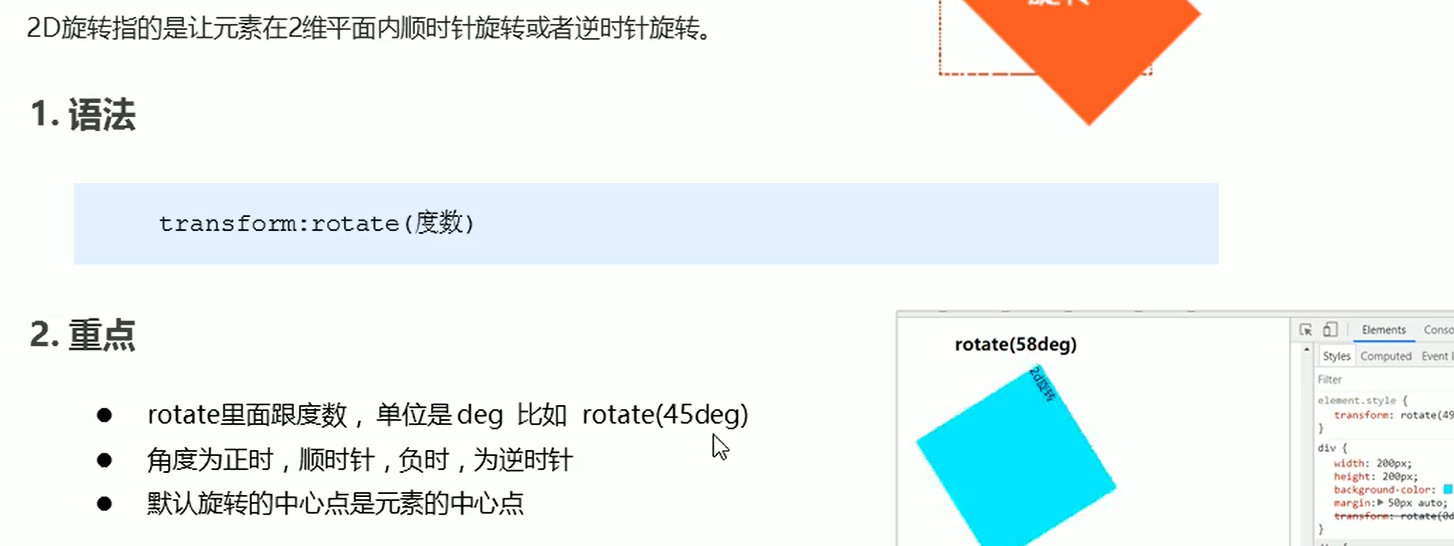 2D旋转指的是让元素在2维平面内顺时针旋转或者逆时针旋转。
旋转
1. 语法
transform:rotate(度数)
2. 重点
rotate里面跟度数，单位是 deg 比如 rotate(45deg)
角度为正时，顺时针，负时，为逆时针
默认旋转的中心点是元素的中心点
rotate(58deg)
2d旋转
Elements Conso
Styles Computed Event L
Filter
element.style {
transform: rotate(49
}
div {
width: 200px;
height: 200px;
background-color:
margin: 50px auto;
transform: rotate(0d
}